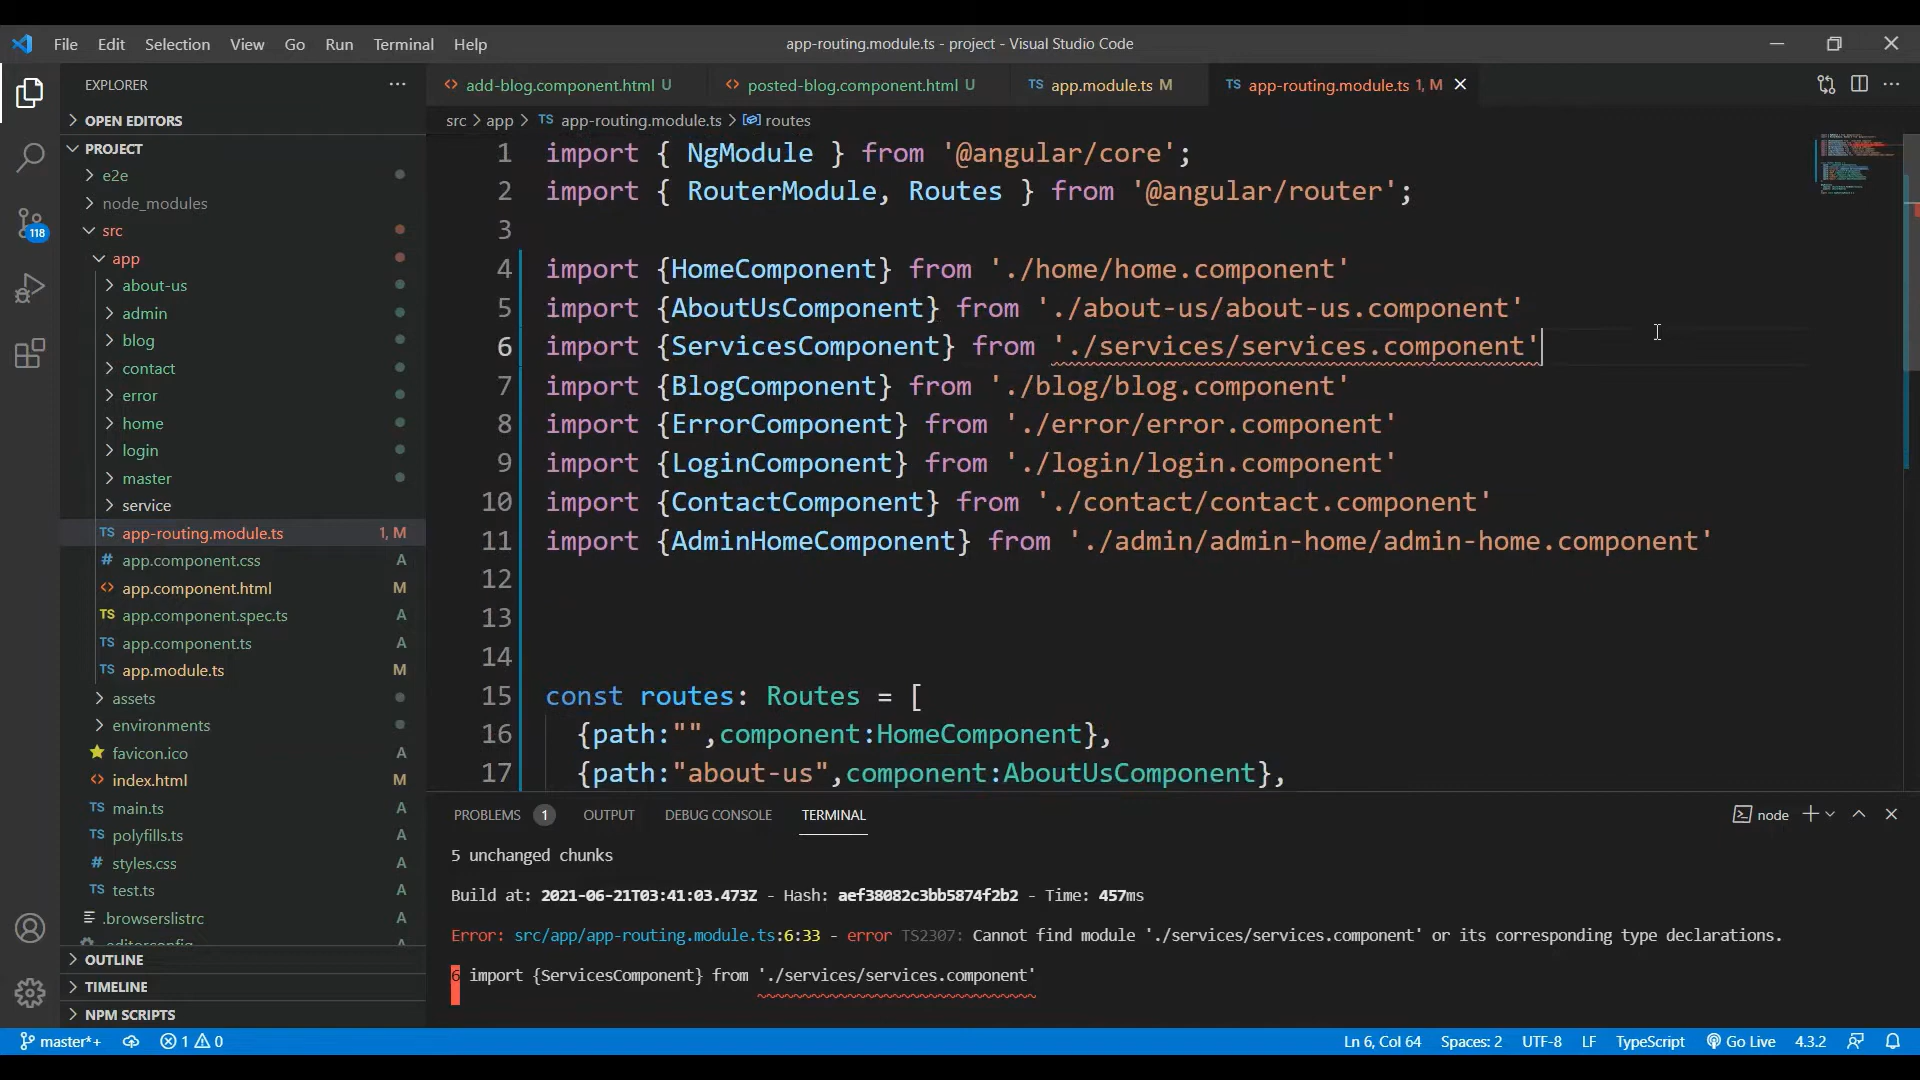 File Edit Selection View Go Run Terminal Help
app-routing.module.ts - project - Visual Studio Code
EXPLORER
OPEN EDITORS
PROJECT
e2e
node_modules
src
app
about-us
admin
blog
contact
error
home
login
master
service
TS app-routing.module.ts 1, M
# app.component.css A
<> app.component.html M
TS app.component.spec.ts A
TS app.component.ts A
TS app.module.ts M
assets
environments
favicon.ico A
<> index.html M
TS main.ts A
TS polyfills.ts A
# styles.css A
TS test.ts A
.browserslistrc A
.editorconfig
OUTLINE
TIMELINE
NPM SCRIPTS
118
<> add-blog.component.html U
<> posted-blog.component.html U
TS app.module.ts M
TS app-routing.module.ts 1, M
src > app > TS app-routing.module.ts > routes
1 import { NgModule } from '@angular/core';
2 import { RouterModule, Routes } from '@angular/router';
3
4 import {HomeComponent} from './home/home.component'
5 import {AboutUsComponent} from './about-us/about-us.component'
6 import {ServicesComponent} from './services/services.component'
7 import {BlogComponent} from './blog/blog.component'
8 import {ErrorComponent} from './error/error.component'
9 import {LoginComponent} from './login/login.component'
10 import {ContactComponent} from './contact/contact.component'
11 import {AdminHomeComponent} from './admin/admin-home/admin-home.component'
12
13
14
15 const routes: Routes = [
16 {path:"",component:HomeComponent},
17 {path:"about-us",component:AboutUsComponent},
PROBLEMS 1 OUTPUT DEBUG CONSOLE TERMINAL
node
5 unchanged chunks
Build at: 2021-06-21T03:41:03.473Z - Hash: aef38082c3bb5874f2b2 - Time: 457ms
Error: src/app/app-routing.module.ts:6:33 - error TS2307: Cannot find module './services/services.component' or its corresponding type declarations.
6 import {ServicesComponent} from './services/services.component'
master*+ 1 0
Ln 6, Col 64 Spaces: 2 UTF-8 LF TypeScript Go Live 4.3.2